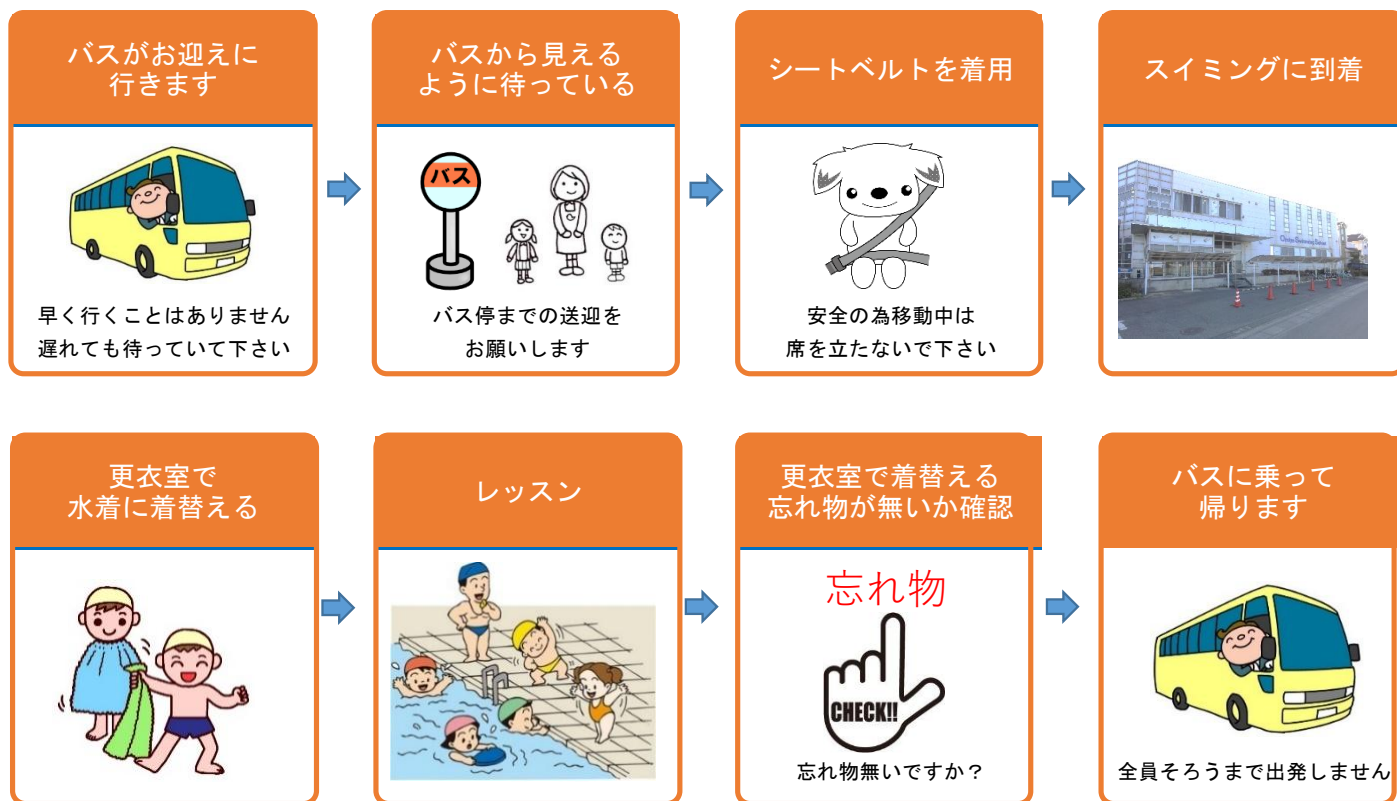 バスがお迎えに
行きます
バスから見える
ように待っている
シートベルトを着用
スイミングに到着
バス
早く行くことはありません
遅れても待っていて下さい
バス停までの送迎を
お願いします
安全の為移動中は
席を立たないで下さい
更衣室で
水着に着替える
レッスン
更衣室で着替える
忘れ物が無いか確認
バスに乗って
帰ります
忘れ物
CHECK!!
忘れ物無いですか？
全員そろうまで出発しません